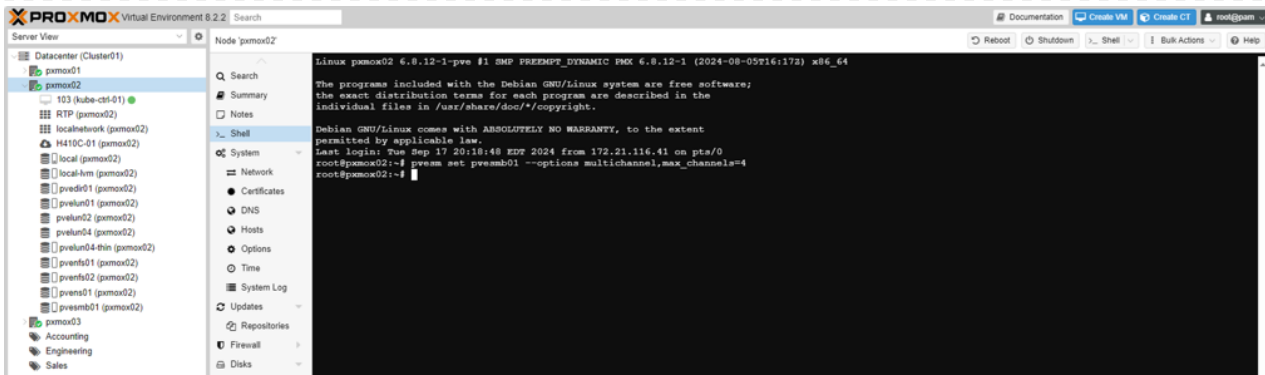 PROXMOX Virtual Environment 8.2.2 Search Documentation Create VM Create CT root@pam
Server View
Node 'pxmox02' Reboot Shutdown >_ Shell Bulk Actions Help
Datacenter (Cluster01)
pxmox01
pxmox02
103 (kube-ctrl-01)
RTP (pxmox02)
localnetwork (pxmox02)
H410C-01 (pxmox02)
local (pxmox02)
local-lvm (pxmox02)
pvedir01 (pxmox02)
pvelun01 (pxmox02)
pvelun02 (pxmox02)
pvelun04 (pxmox02)
pvelun04-thin (pxmox02)
pvenfs01 (pxmox02)
pvenfs02 (pxmox02)
pvens01 (pxmox02)
pvesmb01 (pxmox02)
pxmox03
Accounting
Engineering
Sales
Search
Summary
Notes
>_ Shell
System
Network
Certificates
DNS
Hosts
Options
Time
System Log
Updates
Repositories
Firewall
Disks
Linux pxmox02 6.8.12-1-pve #1 SMP PREEMPT_DYNAMIC PMX 6.8.12-1 (2024-08-05T16:17Z) x86_64
The programs included with the Debian GNU/Linux system are free software;
the exact distribution terms for each program are described in the
individual files in /usr/share/doc/*/copyright.
Debian GNU/Linux comes with ABSOLUTELY NO WARRANTY, to the extent
permitted by applicable law.
Last login: Tue Sep 17 20:18:48 EDT 2024 from 172.21.116.41 on pts/0
root@pxmox02:~# pvesm set pvesmb01 --options multichannel,max_channels=4
root@pxmox02:~#